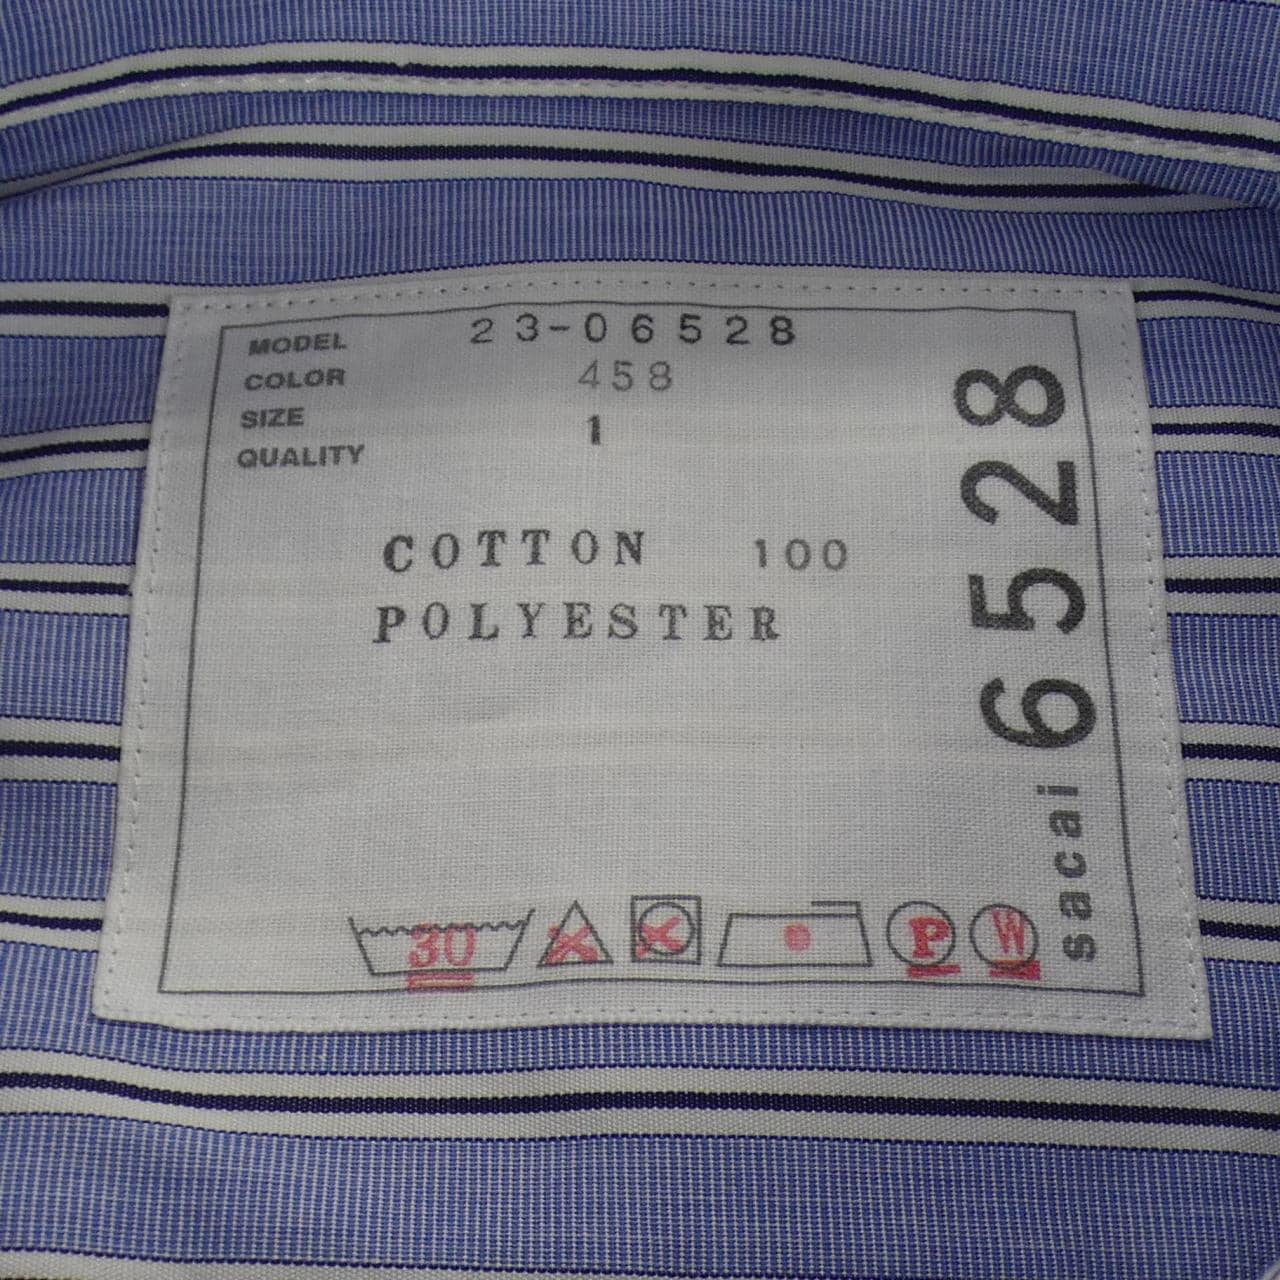 MODEL 23-06528
COLOR 458
SIZE 1
QUALITY
COTTON 100
POLYESTER
30
P
W
sacai 6528